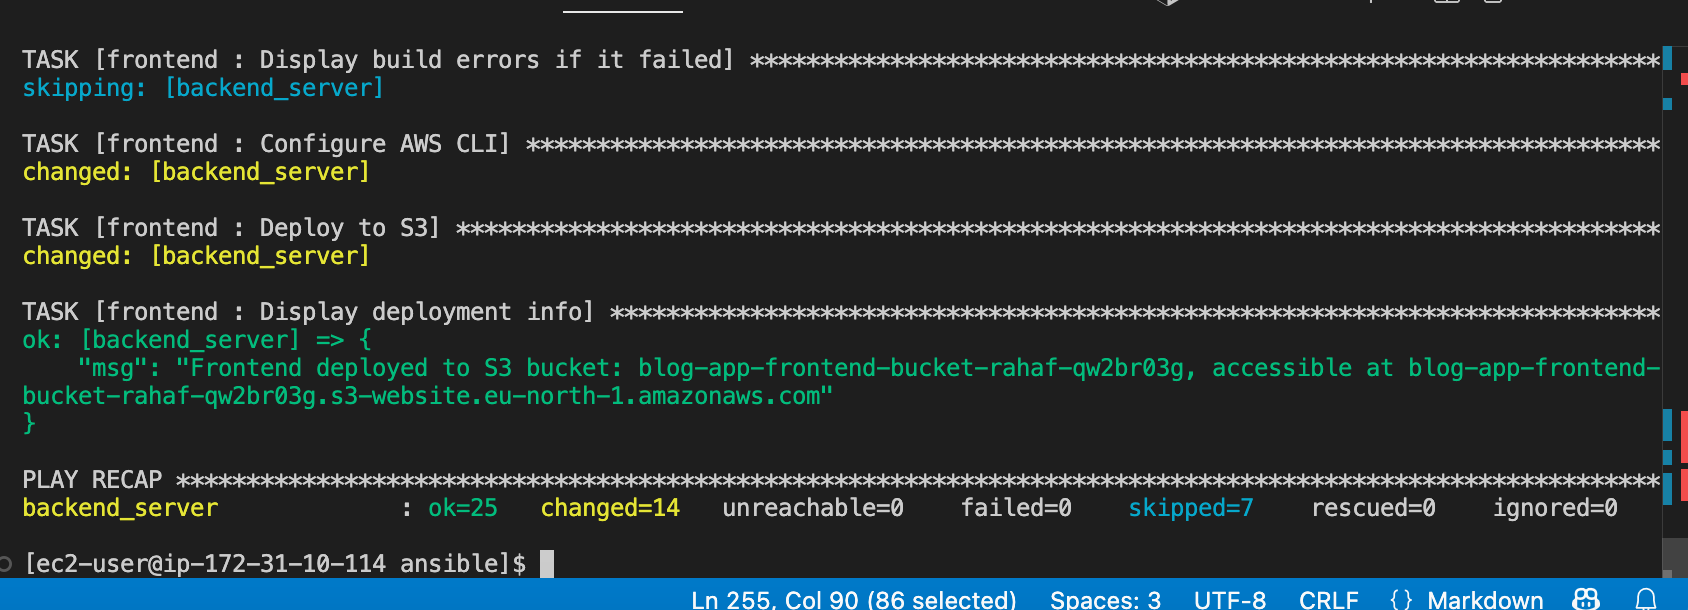 TASK [frontend : Display build errors if it failed] *****************************************************************
skipping: [backend_server]
TASK [frontend : Configure AWS CLI] *********************************************************************************
changed: [backend_server]
TASK [frontend : Deploy to S3] **************************************************************************************
changed: [backend_server]
TASK [frontend : Display deployment info] ***************************************************************************
ok: [backend_server] => {
    "msg": "Frontend deployed to S3 bucket: blog-app-frontend-bucket-rahaf-qw2br03g, accessible at blog-app-frontend-
bucket-rahaf-qw2br03g.s3-website.eu-north-1.amazonaws.com"
}
PLAY RECAP **********************************************************************************************************
backend_server             : ok=25   changed=14   unreachable=0    failed=0    skipped=7    rescued=0    ignored=0
[ec2-user@ip-172-31-10-114 ansible]$
Ln 255, Col 90 (86 selected) Spaces: 3 UTF-8 CRLF {} Markdown